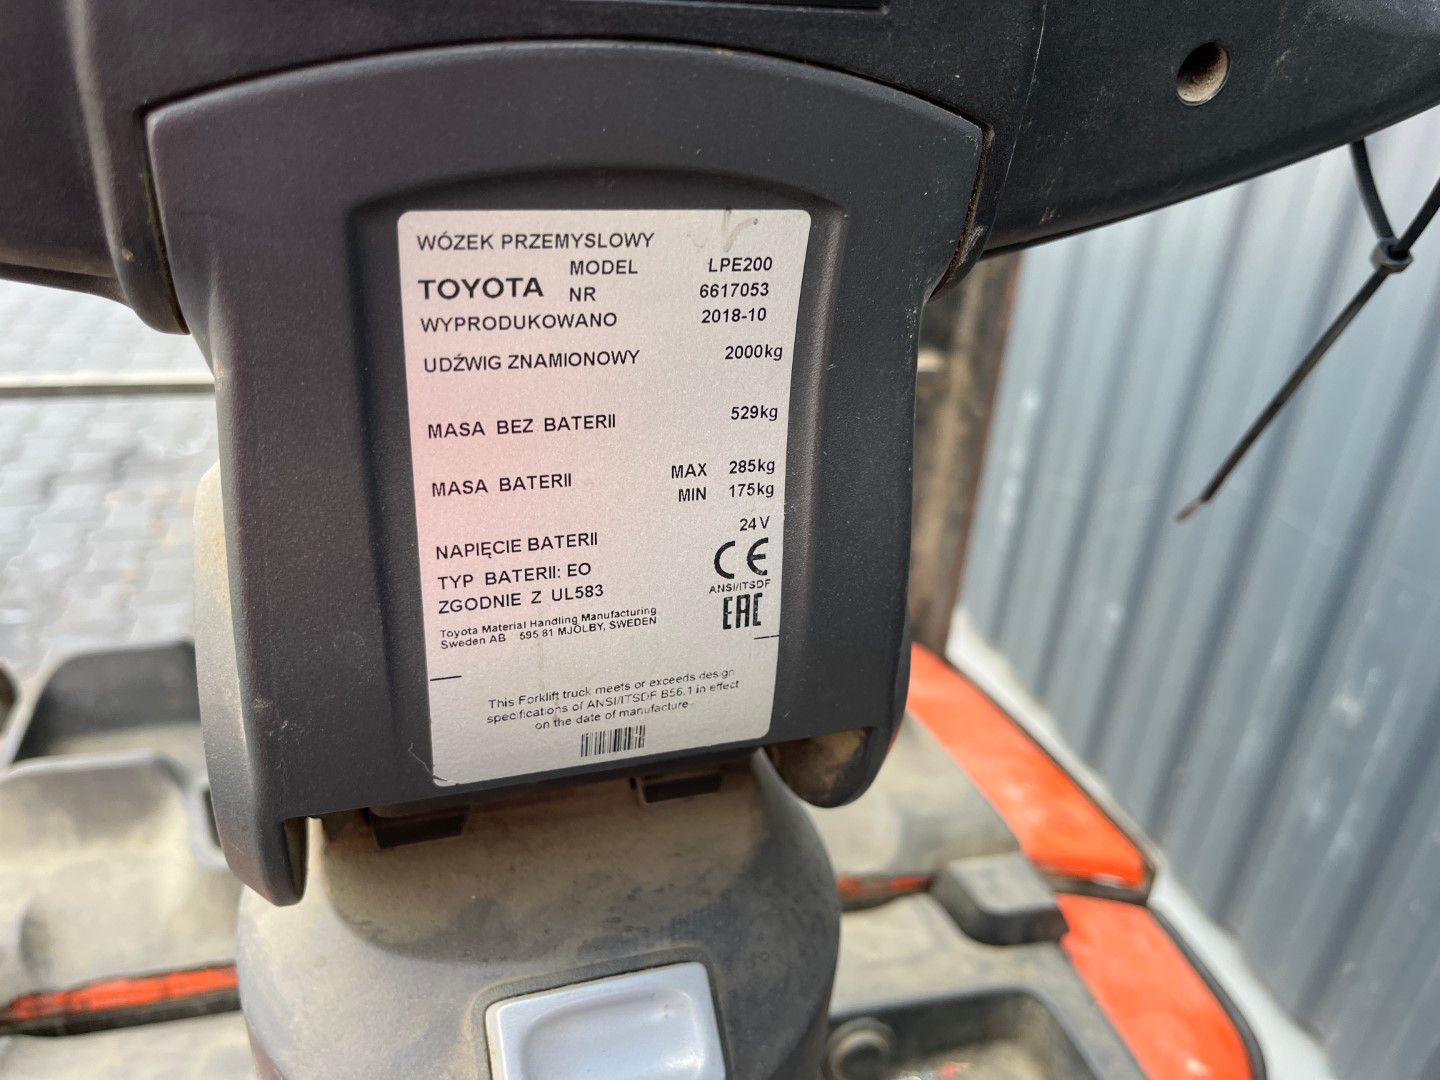 WÓZEK PRZEMYSLOWY
TOYOTA MODEL LPE200
NR 6617053
WYPRODUKOWANO 2018-10
UDŹWIG ZNAMIONOWY 2000kg
MASA BEZ BATERII 529kg
MASA BATERII MAX 285kg
MIN 175kg
NAPIĘCIE BATERII 24V
TYP BATERII: EO
ZGODNIE Z UL583
CE
ANSI/ITSDF
EAC
Toyota Material Handling Manufacturing
Sweden AB 595 81 MJÖLBY, SWEDEN
This Forklift truck meets or exceeds design
specifications of ANSI/ITSDF B56.1 in effect
on the date of manufacture